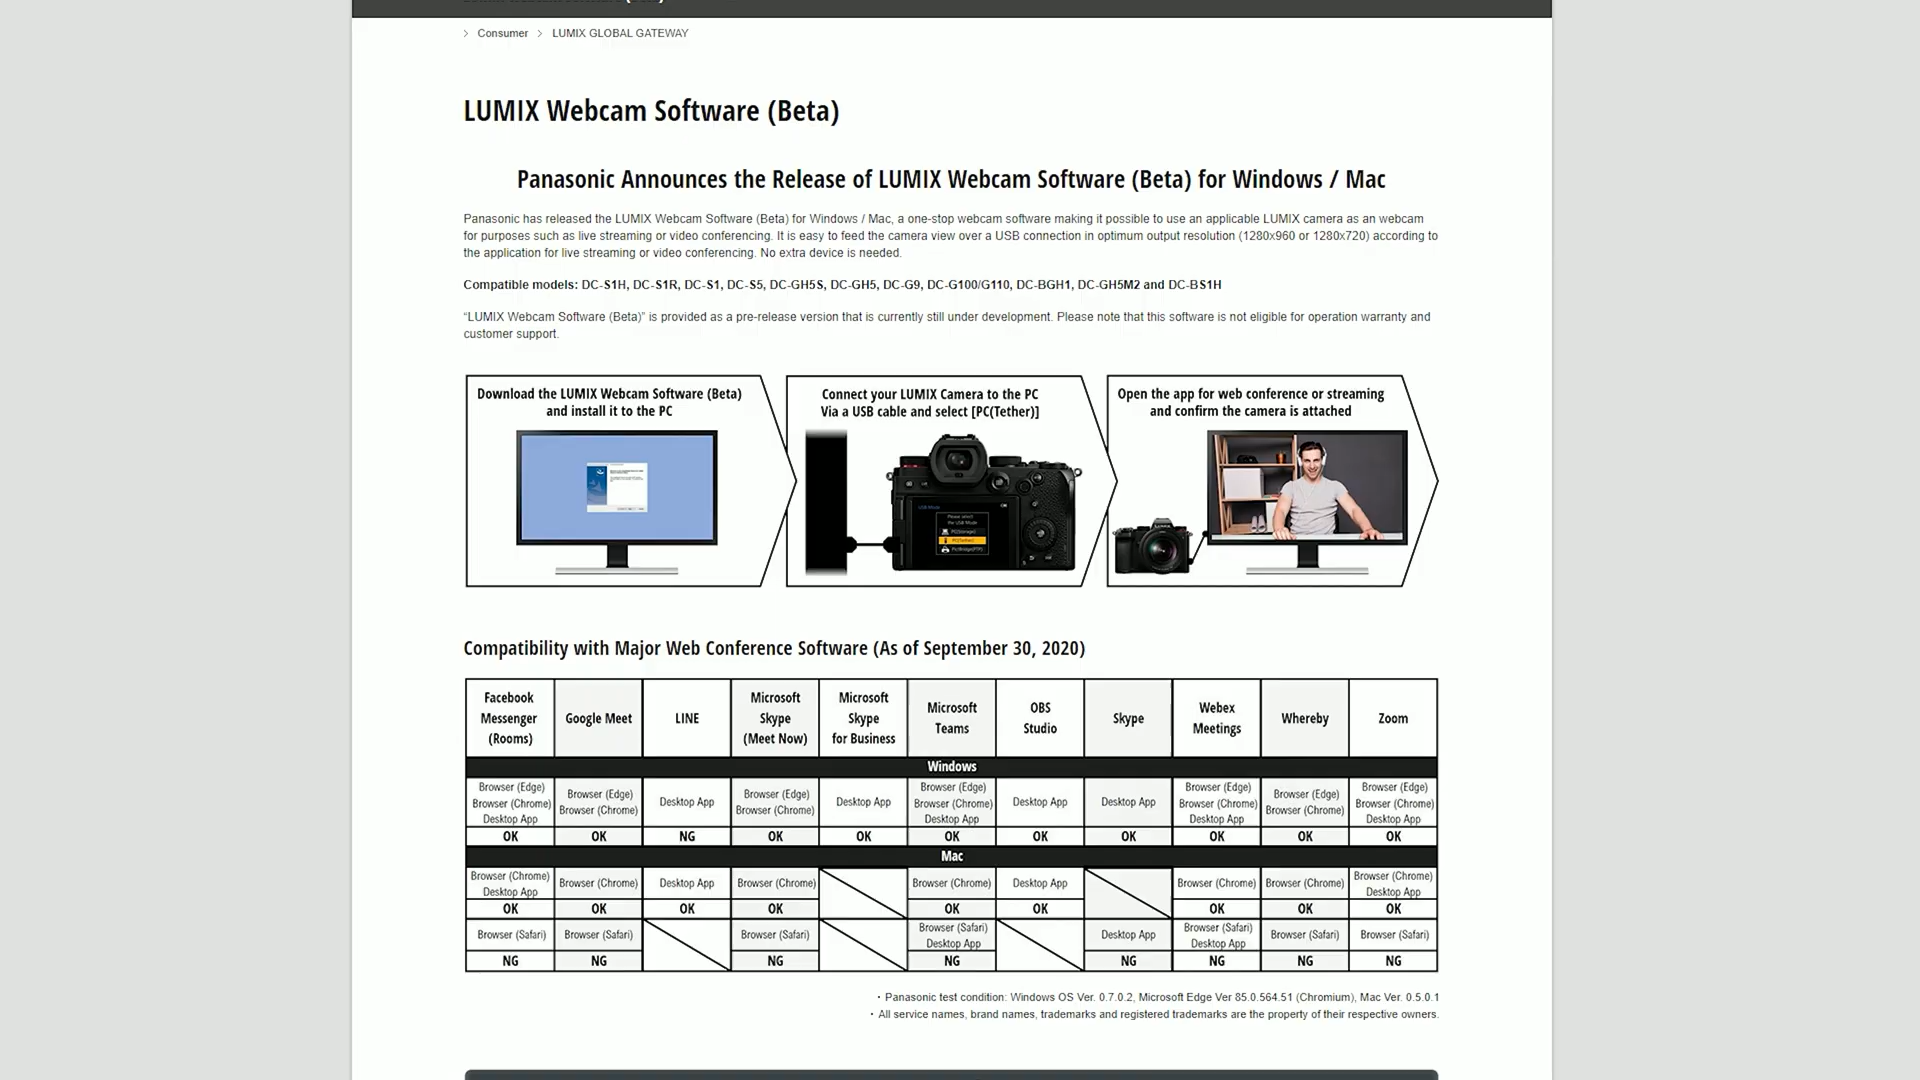 Consumer
LUMIX GLOBAL GATEWAY
LUMIX Webcam Software (Beta)
Panasonic Announces the Release of LUMIX Webcam Software (Beta) for Windows / Mac
Panasonic has released the LUMIX Webcam Software (Beta) for Windows / Mac, a one-stop webcam software making it possible to use an applicable LUMIX camera as an webcam
for purposes such as live streaming or video conferencing. It is easy to feed the camera view over a USB connection in optimum output resolution (1280x960 or 1280x720) according to
the application for live streaming or video conferencing. No extra device is needed.
Compatible models: DC-S1H, DC-S1R, DC-S1, DC-S5, DC-GH5S, DC-GH5, DC-G9, DC-G100/G110, DC-BGH1, DC-GH5M2 and DC-BS1H
“LUMIX Webcam Software (Beta)” is provided as a pre-release version that is currently still under development. Please note that this software is not eligible for operation warranty and
customer support.
Download the LUMIX Webcam Software (Beta)
and install it to the PC
Connect your LUMIX Camera to the PC
Via a USB cable and select [PC(Tether)]
USB Mode
Please select
the USB Mode
PC(Storage)
PC(Tether)
PictBridge(PTP)
Open the app for web conference or streaming
and confirm the camera is attached
LUMIX
Compatibility with Major Web Conference Software (As of September 30, 2020)
Facebook
Messenger
(Rooms)
Google Meet
LINE
Microsoft
Skype
(Meet Now)
Microsoft
Skype
for Business
Microsoft
Teams
OBS
Studio
Skype
Webex
Meetings
Whereby
Zoom
Windows
Browser (Edge)
Browser (Chrome)
Desktop App
Browser (Edge)
Browser (Chrome)
Desktop App
Browser (Edge)
Browser (Chrome)
Desktop App
Browser (Edge)
Browser (Chrome)
Desktop App
Desktop App
Desktop App
Browser (Edge)
Browser (Chrome)
Desktop App
Browser (Edge)
Browser (Chrome)
Browser (Edge)
Browser (Chrome)
Desktop App
OK OK NG OK OK OK OK OK OK OK OK
Mac
Browser (Chrome)
Desktop App
Browser (Chrome)
Desktop App
Browser (Chrome)
Browser (Chrome)
Desktop App
Browser (Chrome)
Browser (Chrome)
Browser (Chrome)
Desktop App
OK OK OK OK OK OK OK OK OK
Browser (Safari)
Browser (Safari)
Browser (Safari)
Browser (Safari)
Desktop App
Desktop App
Browser (Safari)
Desktop App
Browser (Safari)
Browser (Safari)
NG NG NG NG NG NG NG NG
・Panasonic test condition: Windows OS Ver. 0.7.0.2, Microsoft Edge Ver 85.0.564.51 (Chromium), Mac Ver. 0.5.0.1
・All service names, brand names, trademarks and registered trademarks are the property of their respective owners.